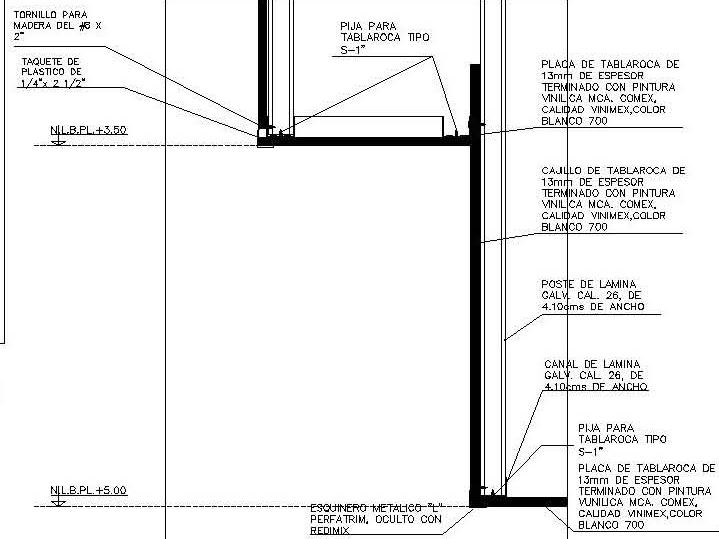 TORNILLO PARA
MADERA DEL #8 X
2"
TAQUETE DE
PLASTICO DE
1/4"x 2 1/2"
N.L.B.PL.+3.50
PIJA PARA
TABLAROCA TIPO
S-1"
PLACA DE TABLAROCA DE
13mm DE ESPESOR
TERMINADO CON PINTURA
VINILICA MCA. COMEX,
CALIDAD VINIMEX,COLOR
BLANCO 700
CAJILLO DE TABLAROCA DE
13mm DE ESPESOR
TERMINADO CON PINTURA
VINILICA MCA. COMEX,
CALIDAD VINIMEX,COLOR
BLANCO 700
POSTE DE LAMINA
GALV. CAL. 26, DE
4.10cms DE ANCHO
CANAL DE LAMINA
GALV. CAL. 26, DE
4.10cms DE ANCHO
PIJA PARA
TABLAROCA TIPO
S-1"
PLACA DE TABLAROCA DE
13mm DE ESPESOR
TERMINADO CON PINTURA
VUNILICA MCA. COMEX,
CALIDAD VINIMEX,COLOR
BLANCO 700
N.L.B.PL.+5.00
ESQUINERO METALICO "L"
PERFATRIM, OCULTO CON
REDIMIX